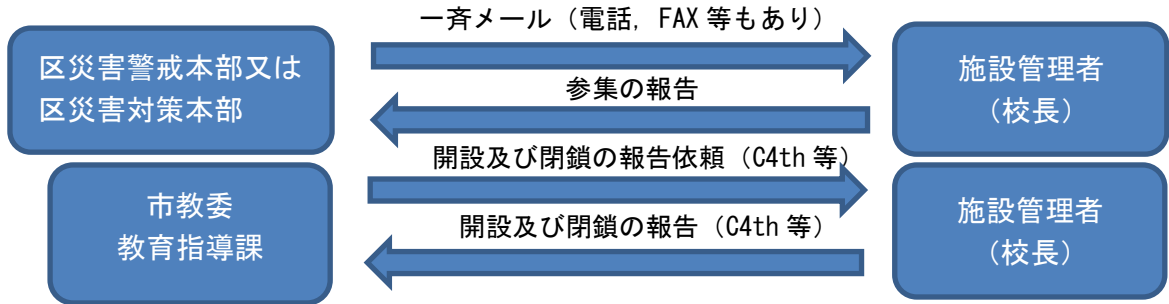 一斉メール（電話，FAX 等もあり）
区災害警戒本部又は
区災害対策本部
施設管理者
（校長）
参集の報告
開設及び閉鎖の報告依頼（C4th 等）
市教委
教育指導課
施設管理者
（校長）
開設及び閉鎖の報告（C4th 等）